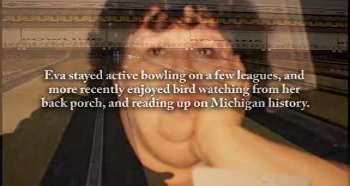 Eva stayed active bowling on a few leagues, and
more recently enjoyed bird watching from her
back porch, and reading up on Michigan history.